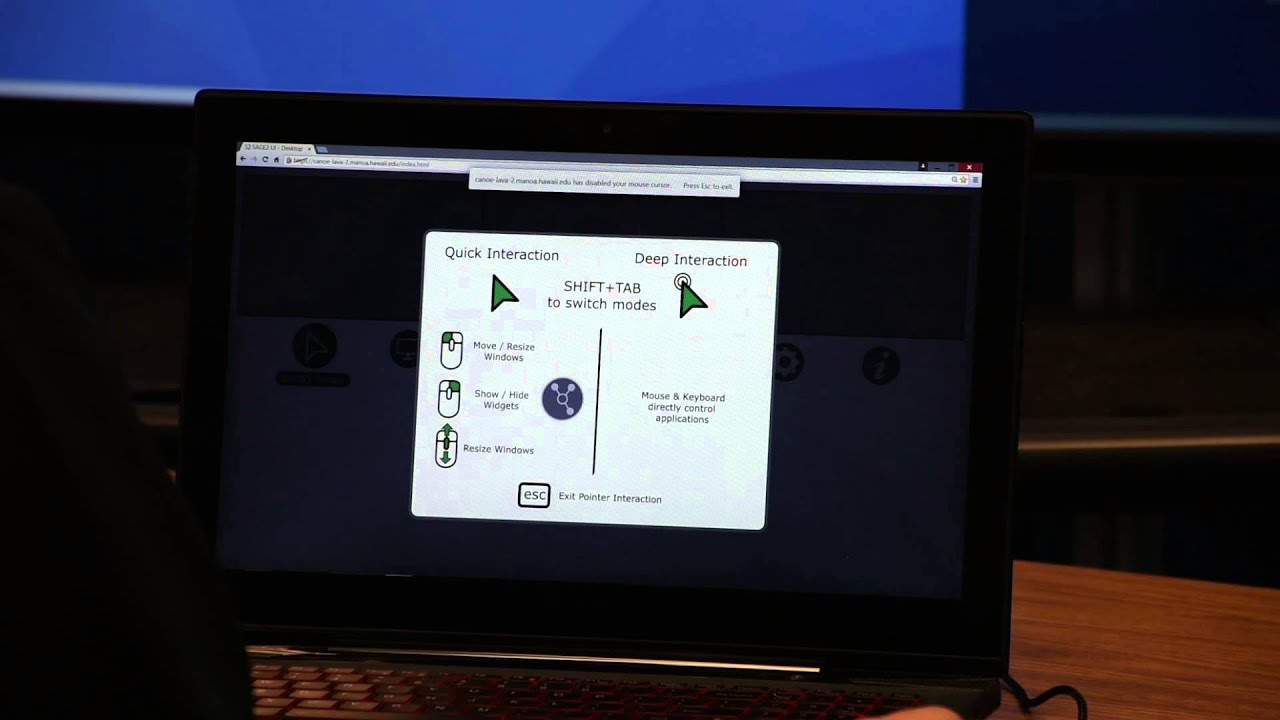 S2 SAGE2 UI - Desktop
https://canoe-lava-2.manoa.hawaii.edu/index.html
canoe-lava-2.manoa.hawaii.edu has disabled your mouse cursor. Press Esc to exit.
Quick Interaction
Deep Interaction
SHIFT+TAB
to switch modes
Move / Resize
Windows
Show / Hide
Widgets
Mouse & Keyboard
directly control
applications
Resize Windows
esc
Exit Pointer Interaction